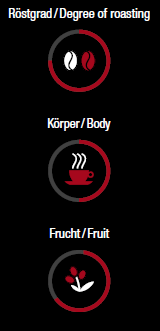 Röstgrad / Degree of roasting
Körper / Body
Frucht / Fruit